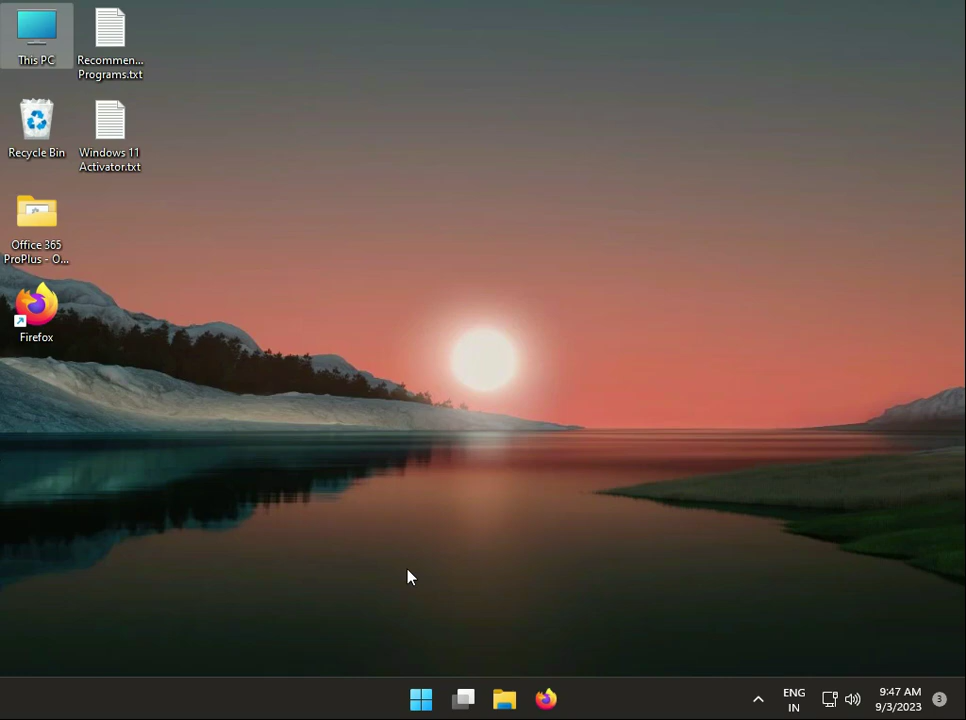 This PC
Recommen...
Programs.txt
Recycle Bin
Windows 11
Activator.txt
Office 365
ProPlus - O...
Firefox
ENG
IN
9:47 AM
9/3/2023
3